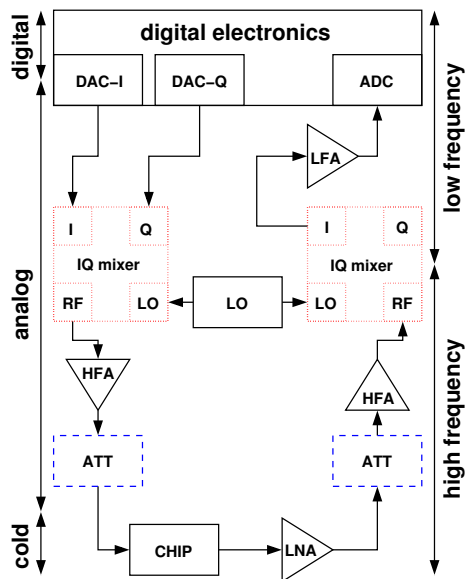 digital electronics
DAC-I
DAC-Q
ADC
LFA
I
Q
IQ mixer
RF
LO
LO
I
Q
IQ mixer
LO
RF
HFA
HFA
ATT
ATT
CHIP
LNA
digital
analog
cold
low frequency
high frequency